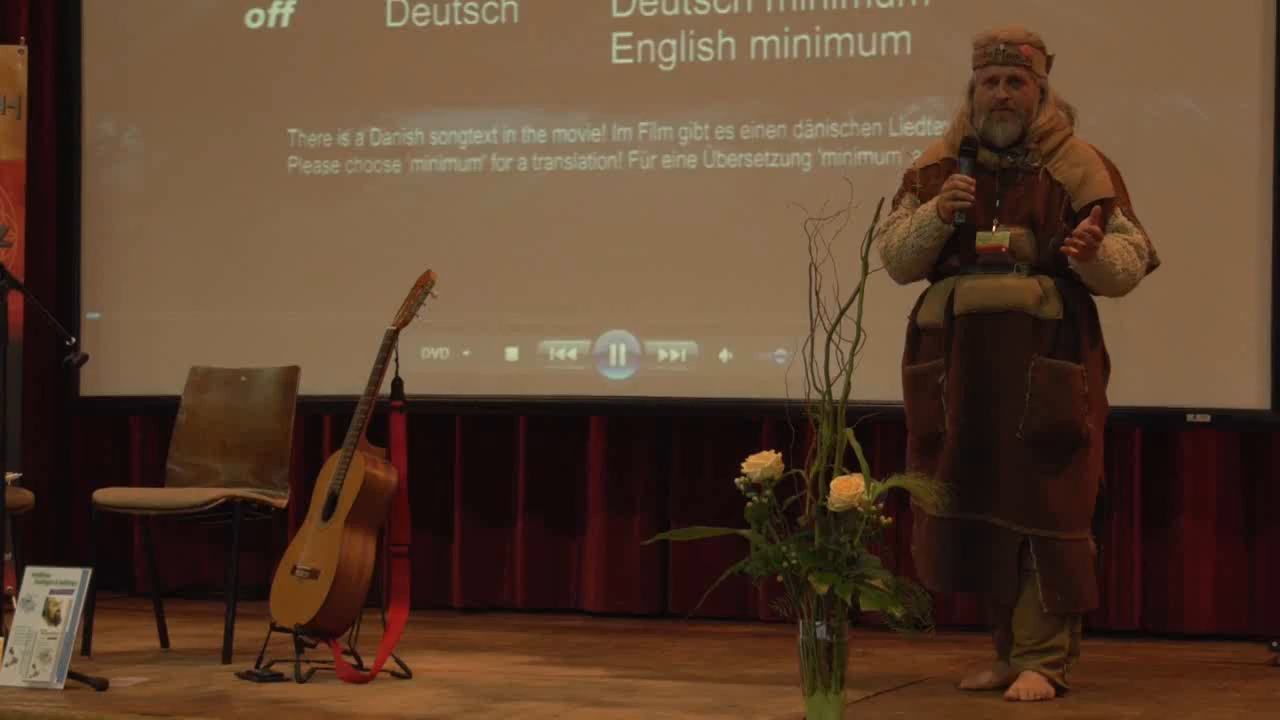 off
Deutsch
Deutsch minimum
English minimum
There is a Danish songtext in the movie! Im Film gibt es einen dänischen
Please choose 'minimum' for a translation! Für eine Übersetzung 'minimum'
DVD